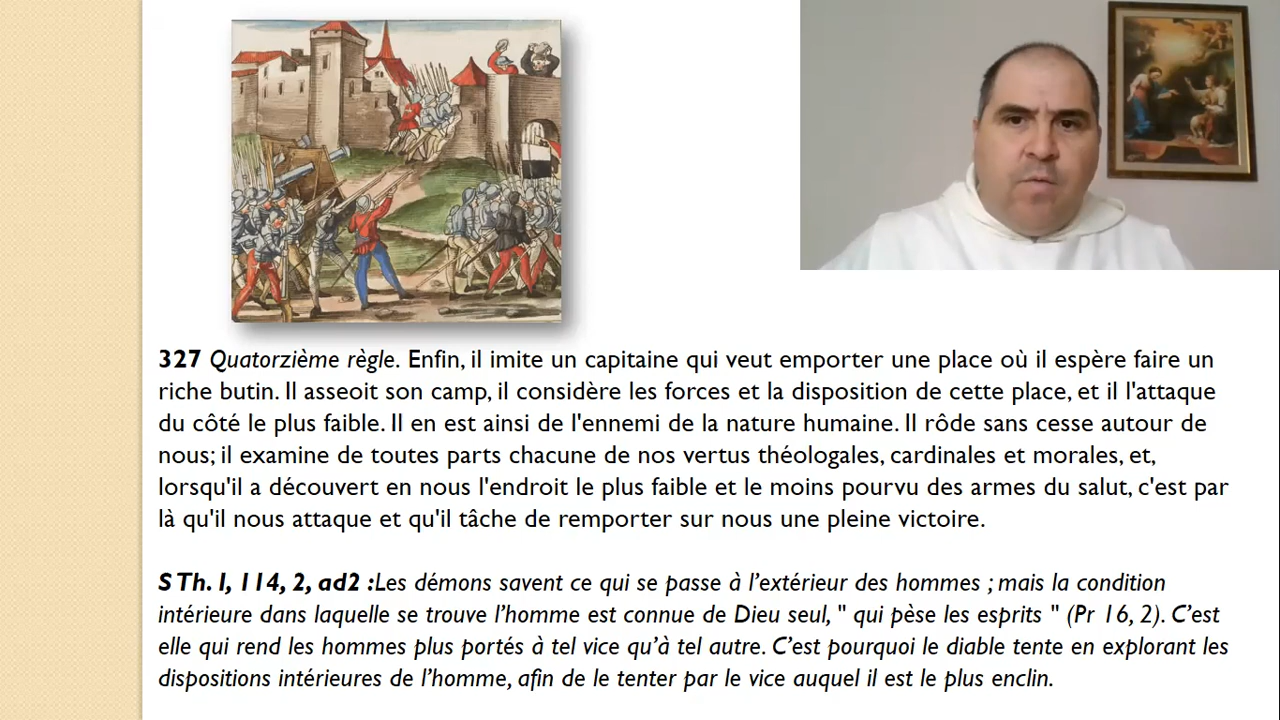 327 Quatorzième règle. Enfin, il imite un capitaine qui veut emporter une place où il espère faire un
riche butin. Il asseoit son camp, il considère les forces et la disposition de cette place, et il l'attaque
du côté le plus faible. Il en est ainsi de l'ennemi de la nature humaine. Il rôde sans cesse autour de
nous; il examine de toutes parts chacune de nos vertus théologales, cardinales et morales, et,
lorsqu'il a découvert en nous l'endroit le plus faible et le moins pourvu des armes du salut, c'est par
là qu'il nous attaque et qu'il tâche de remporter sur nous une pleine victoire.
S Th. I, 114, 2, ad2 :Les démons savent ce qui se passe à l’extérieur des hommes ; mais la condition
intérieure dans laquelle se trouve l’homme est connue de Dieu seul, " qui pèse les esprits " (Pr 16, 2). C’est
elle qui rend les hommes plus portés à tel vice qu’à tel autre. C’est pourquoi le diable tente en explorant les
dispositions intérieures de l’homme, afin de le tenter par le vice auquel il est le plus enclin.